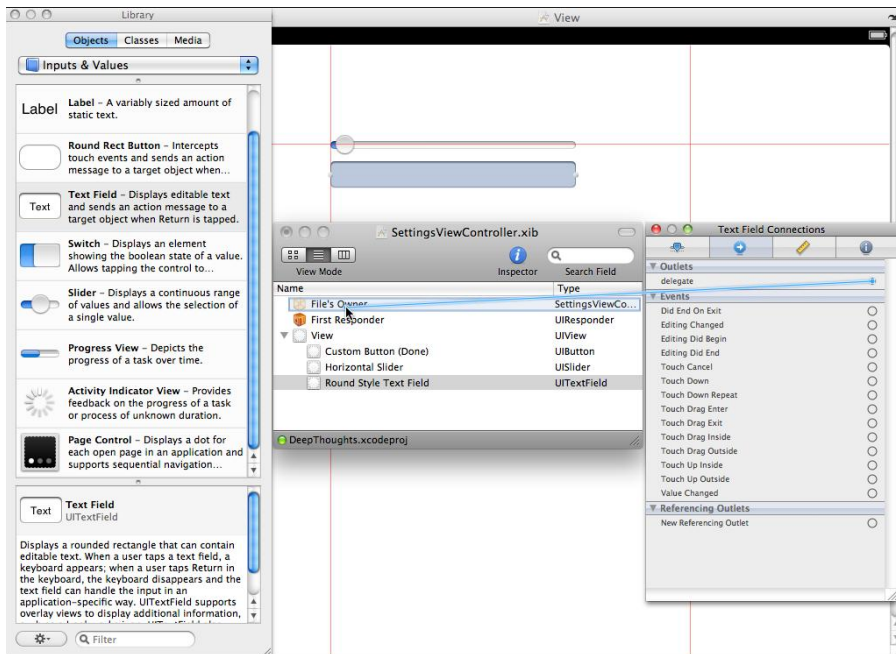 Library
Objects Classes Media
Inputs & Values
Label
Label – A variably sized amount of
static text.
Round Rect Button – Intercepts
touch events and sends an action
message to a target object when...
Text
Text Field – Displays editable text
and sends an action message to a
target object when Return is tapped.
Switch – Displays an element
showing the boolean state of a value.
Allows tapping the control to...
Slider – Displays a continuous range
of values and allows the selection of
a single value.
Progress View – Depicts the
progress of a task over time.
Activity Indicator View – Provides
feedback on the progress of a task
or process of unknown duration.
Page Control – Displays a dot for
each open page in an application and
supports sequential navigation...
Text
Text Field
UITextField
Displays a rounded rectangle that can contain
editable text. When a user taps a text field, a
keyboard appears; when a user taps Return in
the keyboard, the keyboard disappears and the
text field can handle the input in an
application-specific way. UITextField supports
overlay views to display additional information,
Filter
View
SettingsViewController.xib
View Mode
Inspector
Search Field
Name Type
File's Owner SettingsViewCo...
First Responder UIResponder
View UIView
Custom Button (Done) UIButton
Horizontal Slider UISlider
Round Style Text Field UITextField
DeepThoughts.xcodeproj
Text Field Connections
Outlets
delegate
Events
Did End On Exit
Editing Changed
Editing Did Begin
Editing Did End
Touch Cancel
Touch Down
Touch Down Repeat
Touch Drag Enter
Touch Drag Exit
Touch Drag Inside
Touch Drag Outside
Touch Up Inside
Touch Up Outside
Value Changed
Referencing Outlets
New Referencing Outlet